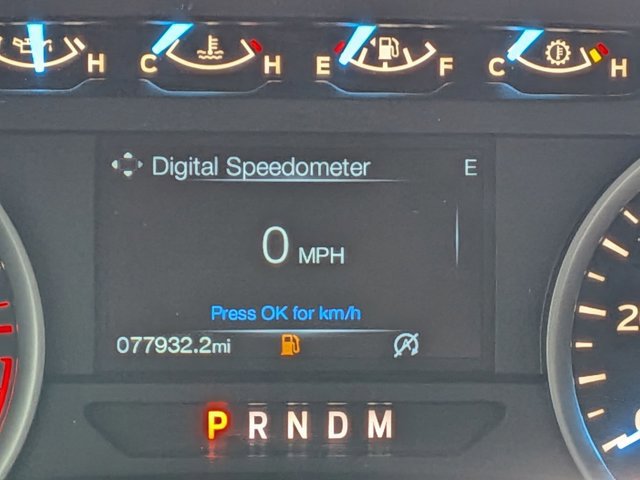 H C H E F C H
Digital Speedometer E
0 MPH
Press OK for km/h
077932.2mi
P R N D M